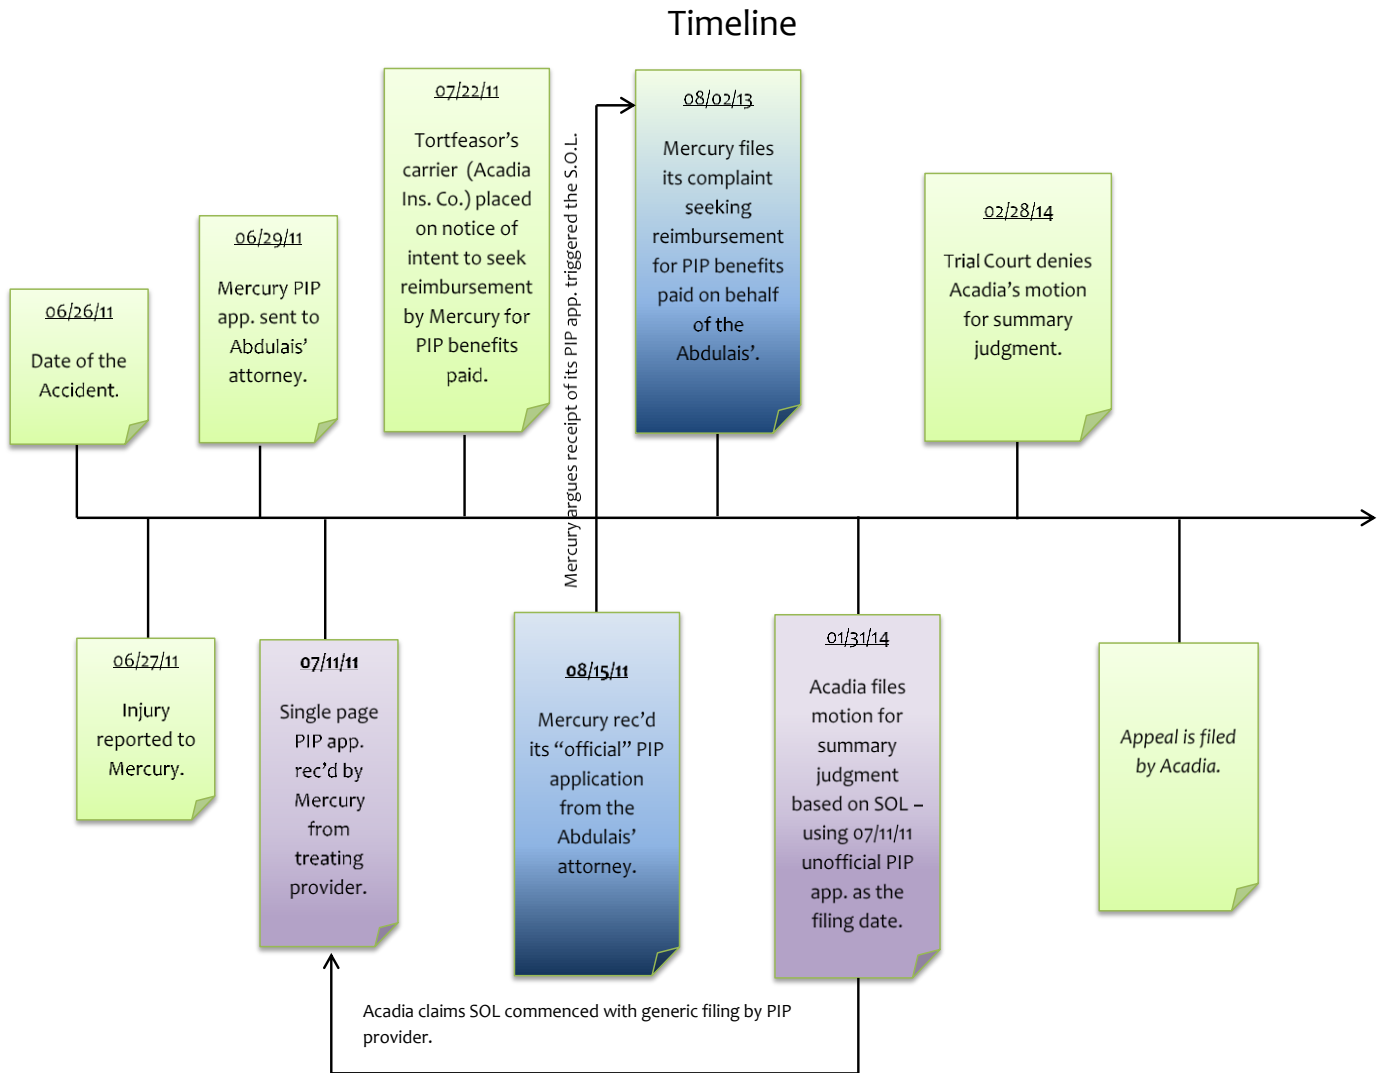 Timeline
06/26/11
Date of the
Accident.
06/27/11
Injury
reported to
Mercury.
06/29/11
Mercury PIP
app. sent to
Abdulais’
attorney.
07/11/11
Single page
PIP app.
rec’d by
Mercury
from
treating
provider.
07/22/11
Tortfeasor’s
carrier (Acadia
Ins. Co.) placed
on notice of
intent to seek
reimbursement
by Mercury for
PIP benefits
paid.
08/15/11
Mercury rec’d
its “official” PIP
application
from the
Abdulais’
attorney.
Mercury argues receipt of its PIP app. triggered the S.O.L.
08/02/13
Mercury files
its complaint
seeking
reimbursement
for PIP benefits
paid on behalf
of the
Abdulais’.
01/31/14
Acadia files
motion for
summary
judgment
based on SOL –
using 07/11/11
unofficial PIP
app. as the
filing date.
02/28/14
Trial Court denies
Acadia’s motion
for summary
judgment.
Appeal is filed
by Acadia.
Acadia claims SOL commenced with generic filing by PIP
provider.